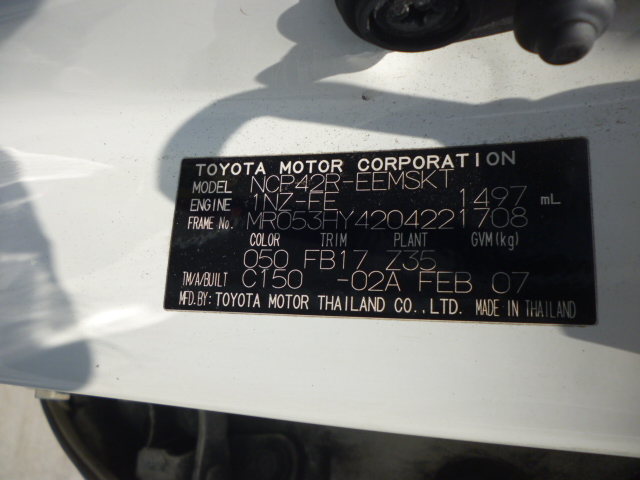 TOYOTA MOTOR CORPORATION
MODEL NCP42R-EEMSKT
ENGINE 1NZ-FE 1497 mL
FRAME No. MR053HY4204221708
COLOR TRIM PLANT GVM(kg)
050 FB17 Z35
TM/A/BUILT C150 -02A FEB 07
MFD.BY: TOYOTA MOTOR THAILAND CO.,LTD. MADE IN THAILAND